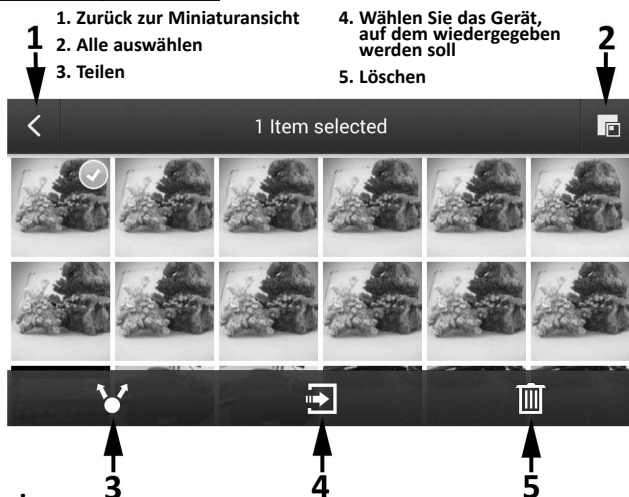 1. Zurück zur Miniaturansicht
2. Alle auswählen
3. Teilen
4. Wählen Sie das Gerät,
auf dem wiedergegeben
werden soll
5. Löschen
1
2
1 Item selected
3
4
5